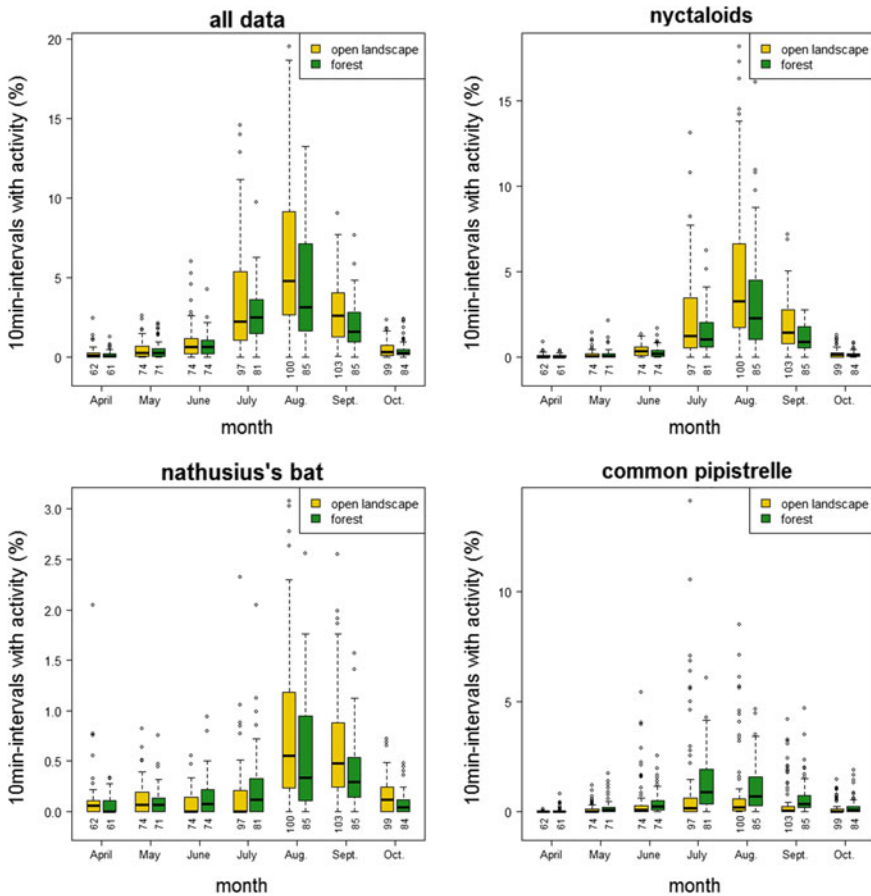 all data
open landscape
forest
10min-intervals with activity (%)
20
15
10
5
0
62 61 74 71 74 74 97 81 100 85 103 85 99 84
April May June July Aug. Sept. Oct.
month
nyctaloids
open landscape
forest
10min-intervals with activity (%)
15
10
5
0
62 61 74 71 74 74 97 81 100 85 103 85 99 84
April May June July Aug. Sept. Oct.
month
nathusius's bat
open landscape
forest
10min-intervals with activity (%)
3.0
2.5
2.0
1.5
1.0
0.5
0.0
62 61 74 71 74 74 97 81 100 85 103 85 99 84
April May June July Aug. Sept. Oct.
month
common pipistrelle
open landscape
forest
10min-intervals with activity (%)
10
5
0
62 61 74 71 74 74 97 81 100 85 103 85 99 84
April May June July Aug. Sept. Oct.
month